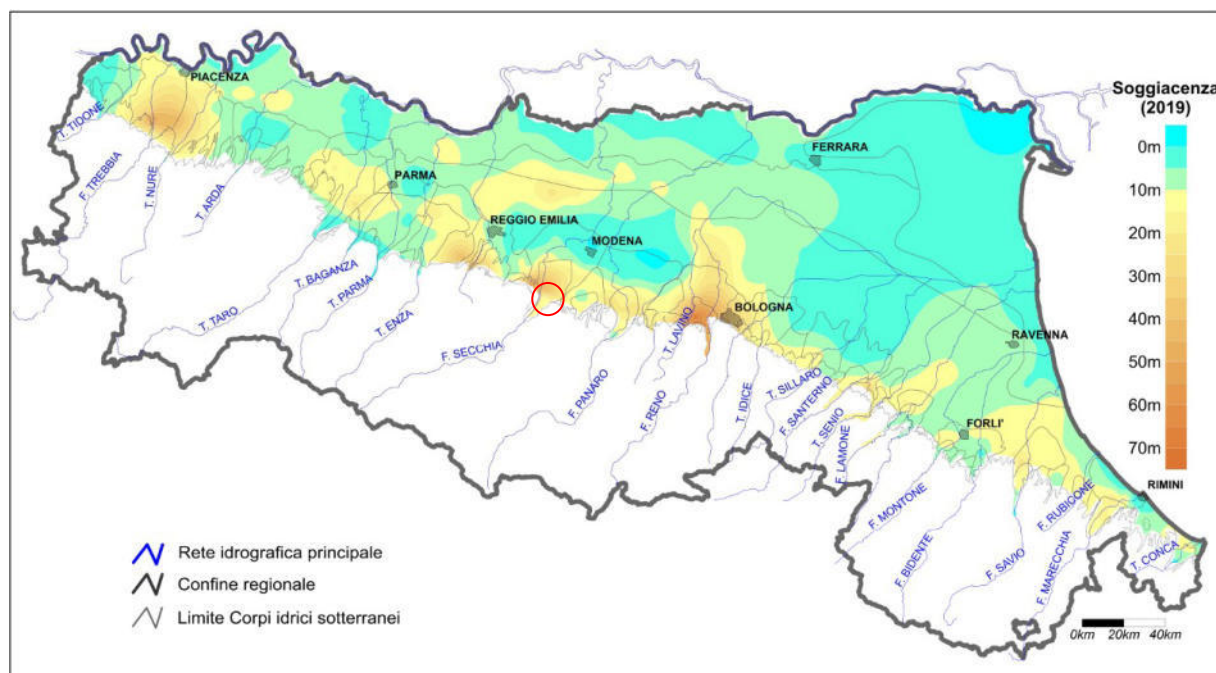 Soggiacenza
(2019)
0m
10m
20m
30m
40m
50m
60m
70m
PIACENZA
T. TIDONE
F. TREBBIA
T. NURE
T. ARDA
PARMA
REGGIO EMILIA
MODENA
FERRARA
BOLOGNA
RAVENNA
FORLI'
RIMINI
T. TARO
T. BAGANZA
T. PARMA
T. ENZA
F. SECCHIA
F. PANARO
T. LAVINO
F. RENO
T. IDICE
T. SILLARO
F. SANTERNO
T. SENIO
F. LAMONE
F. MONTONE
F. BIDENTE
F. SAVIO
F. RUBICONE
F. MARECCHIA
T. CONCA
Rete idrografica principale
Confine regionale
Limite Corpi idrici sotterranei
0km 20km 40km